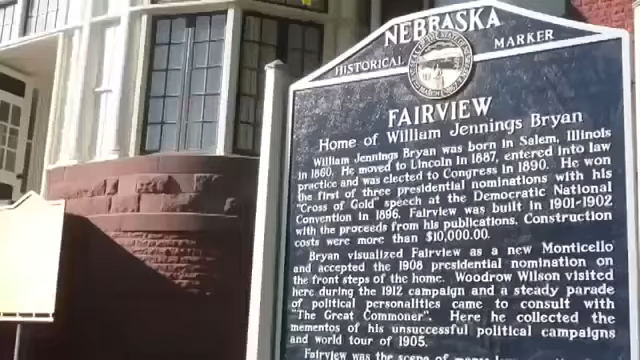 NEBRASKA
HISTORICAL MARKER
FAIRVIEW
Home of William Jennings Bryan
William Jennings Bryan was born in Salem, Illinois
in 1860. He moved to Lincoln in 1887, entered into law
practice and was elected to Congress in 1890. He won
the first of three presidential nominations with his
"Cross of Gold" speech at the Democratic National
Convention in 1896. Fairview was built in 1901-1902
with the proceeds from his publications. Construction
costs were more than $10,000.00.
Bryan visualized Fairview as a new Monticello
and accepted the 1908 presidential nomination on
the front steps of the home. Woodrow Wilson visited
here during the 1912 campaign and a steady parade
of political personalities came to consult with
"The Great Commoner". Here he collected the
mementos of his unsuccessful political campaigns
and world tour of 1905.
Fairview was the scene of